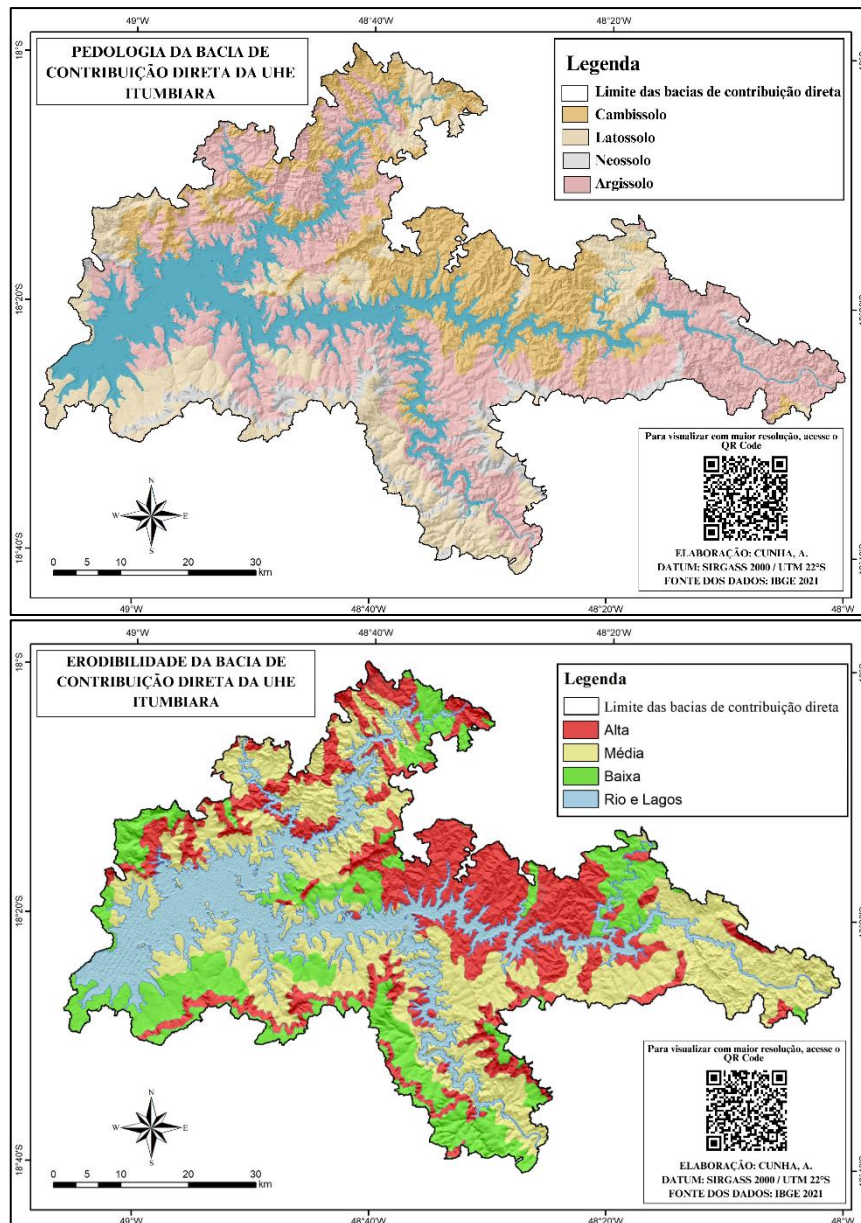 49°W
48°40'W
48°20'W
18°S
PEDOLOGIA DA BACIA DE
CONTRIBUIÇÃO DIRETA DA UHE
ITUMBIARA
Legenda
Limite das bacias de contribuição direta
Cambissolo
Latossolo
Neossolo
Argissolo
18°20'S
Para visualizar com maior resolução, acesse o
QR Code
N
W
E
S
0
5
10
20
30
km
ELABORAÇÃO: CUNHA, A.
DATUM: SIRGASS 2000 / UTM 22°S
FONTE DOS DADOS: IBGE 2021
18°40'S
49°W
48°40'W
48°20'W
48°W
49°W
48°40'W
48°20'W
18°S
ERODIBILIDADE DA BACIA DE
CONTRIBUIÇÃO DIRETA DA UHE
ITUMBIARA
Legenda
Limite das bacias de contribuição direta
Alta
Média
Baixa
Rio e Lagos
18°20'S
Para visualizar com maior resolução, acesse o
QR Code
N
W
E
S
0
5
10
20
30
km
ELABORAÇÃO: CUNHA, A.
DATUM: SIRGASS 2000 / UTM 22°S
FONTE DOS DADOS: IBGE 2021
18°40'S
49°W
48°40'W
48°20'W
48°W